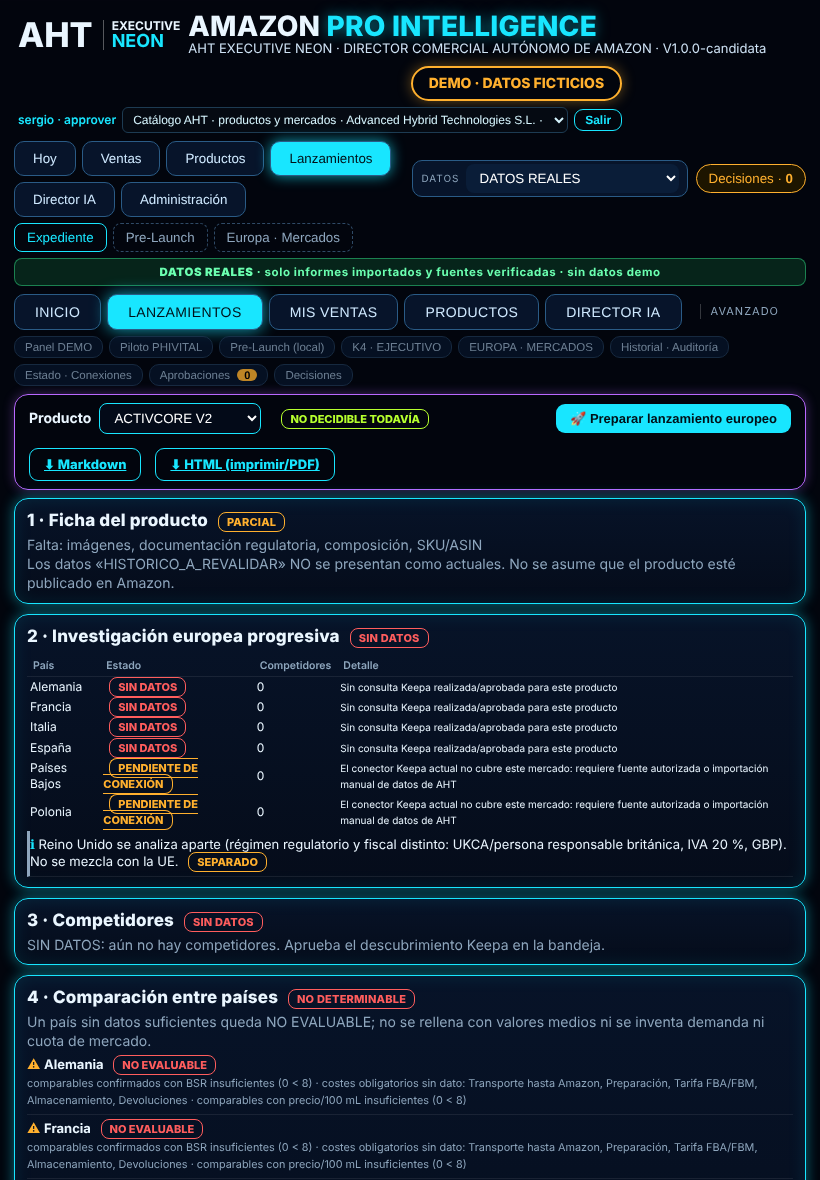 AHT
EXECUTIVE
NEON
AMAZON PRO INTELLIGENCE
AHT EXECUTIVE NEON · DIRECTOR COMERCIAL AUTÓNOMO DE AMAZON · V1.0.0-candidata
DEMO · DATOS FICTICIOS
sergio · approver
Catálogo AHT · productos y mercados · Advanced Hybrid Technologies S.L. ·
Salir
Hoy
Ventas
Productos
Lanzamientos
Director IA
Administración
DATOS
DATOS REALES
Decisiones · 0
Expediente
Pre-Launch
Europa · Mercados
DATOS REALES · solo informes importados y fuentes verificadas · sin datos demo
INICIO
LANZAMIENTOS
MIS VENTAS
PRODUCTOS
DIRECTOR IA
AVANZADO
Panel DEMO
Piloto PHIVITAL
Pre-Launch (local)
K4 · EJECUTIVO
EUROPA · MERCADOS
Historial · Auditoría
Estado · Conexiones
Aprobaciones 0
Decisiones
Producto
ACTIVCORE V2
NO DECIDIBLE TODAVÍA
🚀 Preparar lanzamiento europeo
⬇ Markdown
⬇ HTML (imprimir/PDF)
1 · Ficha del producto PARCIAL
Falta: imágenes, documentación regulatoria, composición, SKU/ASIN
Los datos «HISTORICO_A_REVALIDAR» NO se presentan como actuales. No se asume que el producto esté
publicado en Amazon.
2 · Investigación europea progresiva SIN DATOS
País Estado Competidores Detalle
Alemania SIN DATOS 0 Sin consulta Keepa realizada/aprobada para este producto
Francia SIN DATOS 0 Sin consulta Keepa realizada/aprobada para este producto
Italia SIN DATOS 0 Sin consulta Keepa realizada/aprobada para este producto
España SIN DATOS 0 Sin consulta Keepa realizada/aprobada para este producto
Países Bajos PENDIENTE DE CONEXIÓN 0 El conector Keepa actual no cubre este mercado: requiere fuente autorizada o importación
manual de datos de AHT
Polonia PENDIENTE DE CONEXIÓN 0 El conector Keepa actual no cubre este mercado: requiere fuente autorizada o importación
manual de datos de AHT
ℹ Reino Unido se analiza aparte (régimen regulatorio y fiscal distinto: UKCA/persona responsable británica, IVA 20 %, GBP).
No se mezcla con la UE. SEPARADO
3 · Competidores SIN DATOS
SIN DATOS: aún no hay competidores. Aprueba el descubrimiento Keepa en la bandeja.
4 · Comparación entre países NO DETERMINABLE
Un país sin datos suficientes queda NO EVALUABLE; no se rellena con valores medios ni se inventa demanda ni
cuota de mercado.
⚠ Alemania NO EVALUABLE
comparables confirmados con BSR insuficientes (0 < 8) · costes obligatorios sin dato: Transporte hasta Amazon, Preparación, Tarifa FBA/FBM,
Almacenamiento, Devoluciones · comparables con precio/100 mL insuficientes (0 < 8)
⚠ Francia NO EVALUABLE
comparables confirmados con BSR insuficientes (0 < 8) · costes obligatorios sin dato: Transporte hasta Amazon, Preparación, Tarifa FBA/FBM,
Almacenamiento, Devoluciones · comparables con precio/100 mL insuficientes (0 < 8)